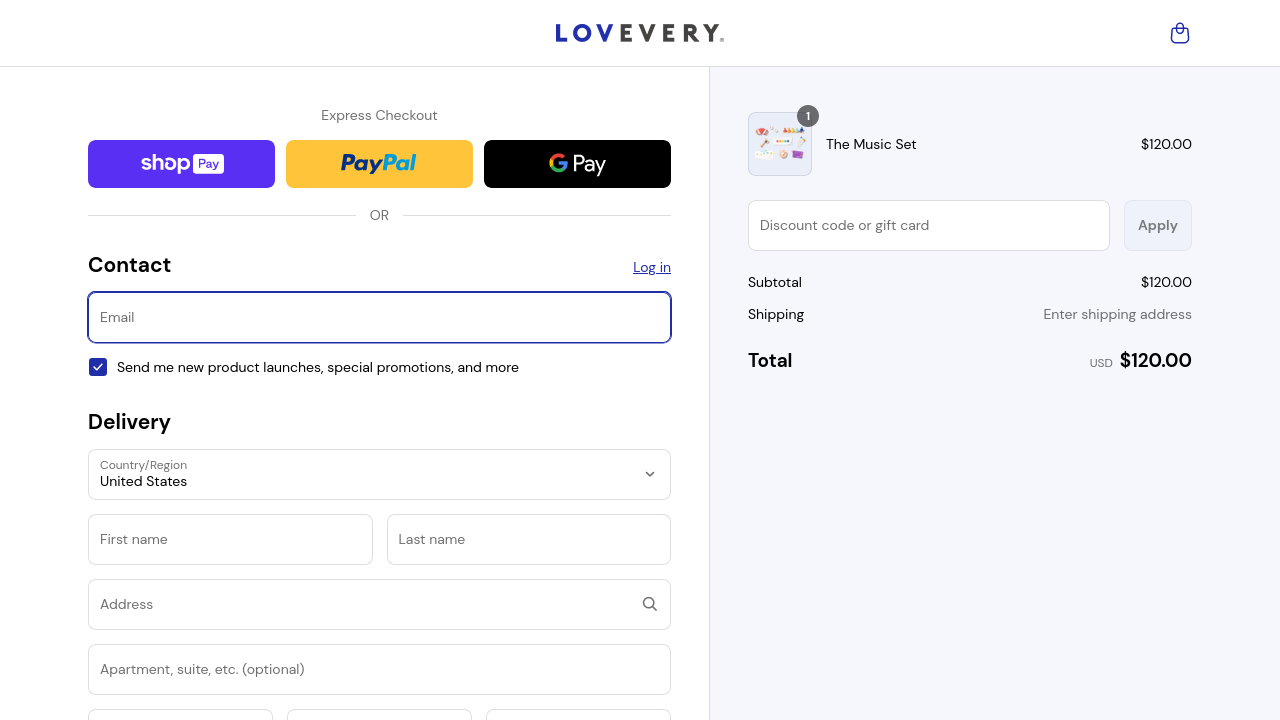 LOVEVERY
Express Checkout
shop Pay
PayPal
G Pay
OR
Contact
Log in
Email
Send me new product launches, special promotions, and more
Delivery
Country/Region
United States
First name
Last name
Address
Apartment, suite, etc. (optional)
1
The Music Set
$120.00
Discount code or gift card
Apply
Subtotal
$120.00
Shipping
Enter shipping address
Total
USD $120.00